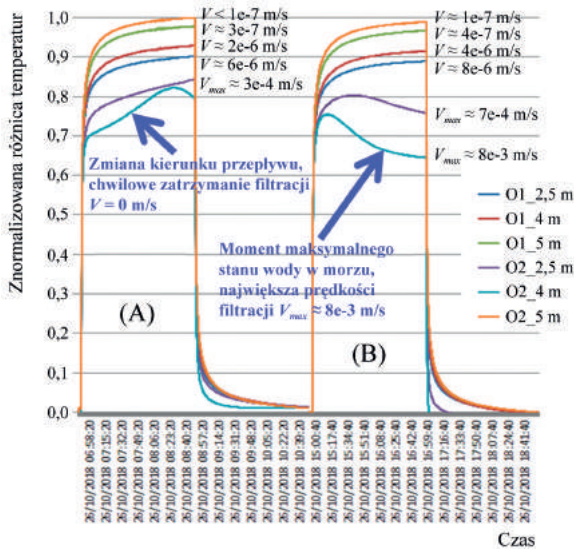 Znormalizowana różnica temperatur
1,0
0,9
0,8
0,7
0,6
0,5
0,4
0,3
0,2
0,1
0,0
V < 1e-7 m/s
V ≈ 3e-7 m/s
V ≈ 2e-6 m/s
V ≈ 6e-6 m/s
Vmax ≈ 3e-4 m/s
V ≈ 1e-7 m/s
V ≈ 4e-7 m/s
V ≈ 4e-6 m/s
V ≈ 8e-6 m/s
Vmax ≈ 7e-4 m/s
Vmax ≈ 8e-3 m/s
Zmiana kierunku przepływu,
chwilowe zatrzymanie filtracji
V = 0 m/s
Moment maksymalnego
stanu wody w morzu,
największa prędkości
filtracji Vmax ≈ 8e-3 m/s
(A)
(B)
O1_2,5 m
O1_4 m
O1_5 m
O2_2,5 m
O2_4 m
O2_5 m
26/10/2018 06:58:20
26/10/2018 07:15:20
26/10/2018 07:32:20
26/10/2018 07:49:20
26/10/2018 08:06:20
26/10/2018 08:23:20
26/10/2018 08:40:20
26/10/2018 08:57:20
26/10/2018 09:14:20
26/10/2018 09:31:20
26/10/2018 09:48:20
26/10/2018 10:05:20
26/10/2018 10:22:20
26/10/2018 10:39:20
26/10/2018 15:00:40
26/10/2018 15:17:40
26/10/2018 15:34:40
26/10/2018 15:51:40
26/10/2018 16:08:40
26/10/2018 16:25:40
26/10/2018 16:42:40
26/10/2018 16:59:40
26/10/2018 17:16:40
26/10/2018 17:33:40
26/10/2018 17:50:40
26/10/2018 18:07:40
26/10/2018 18:24:40
26/10/2018 18:41:40
Czas